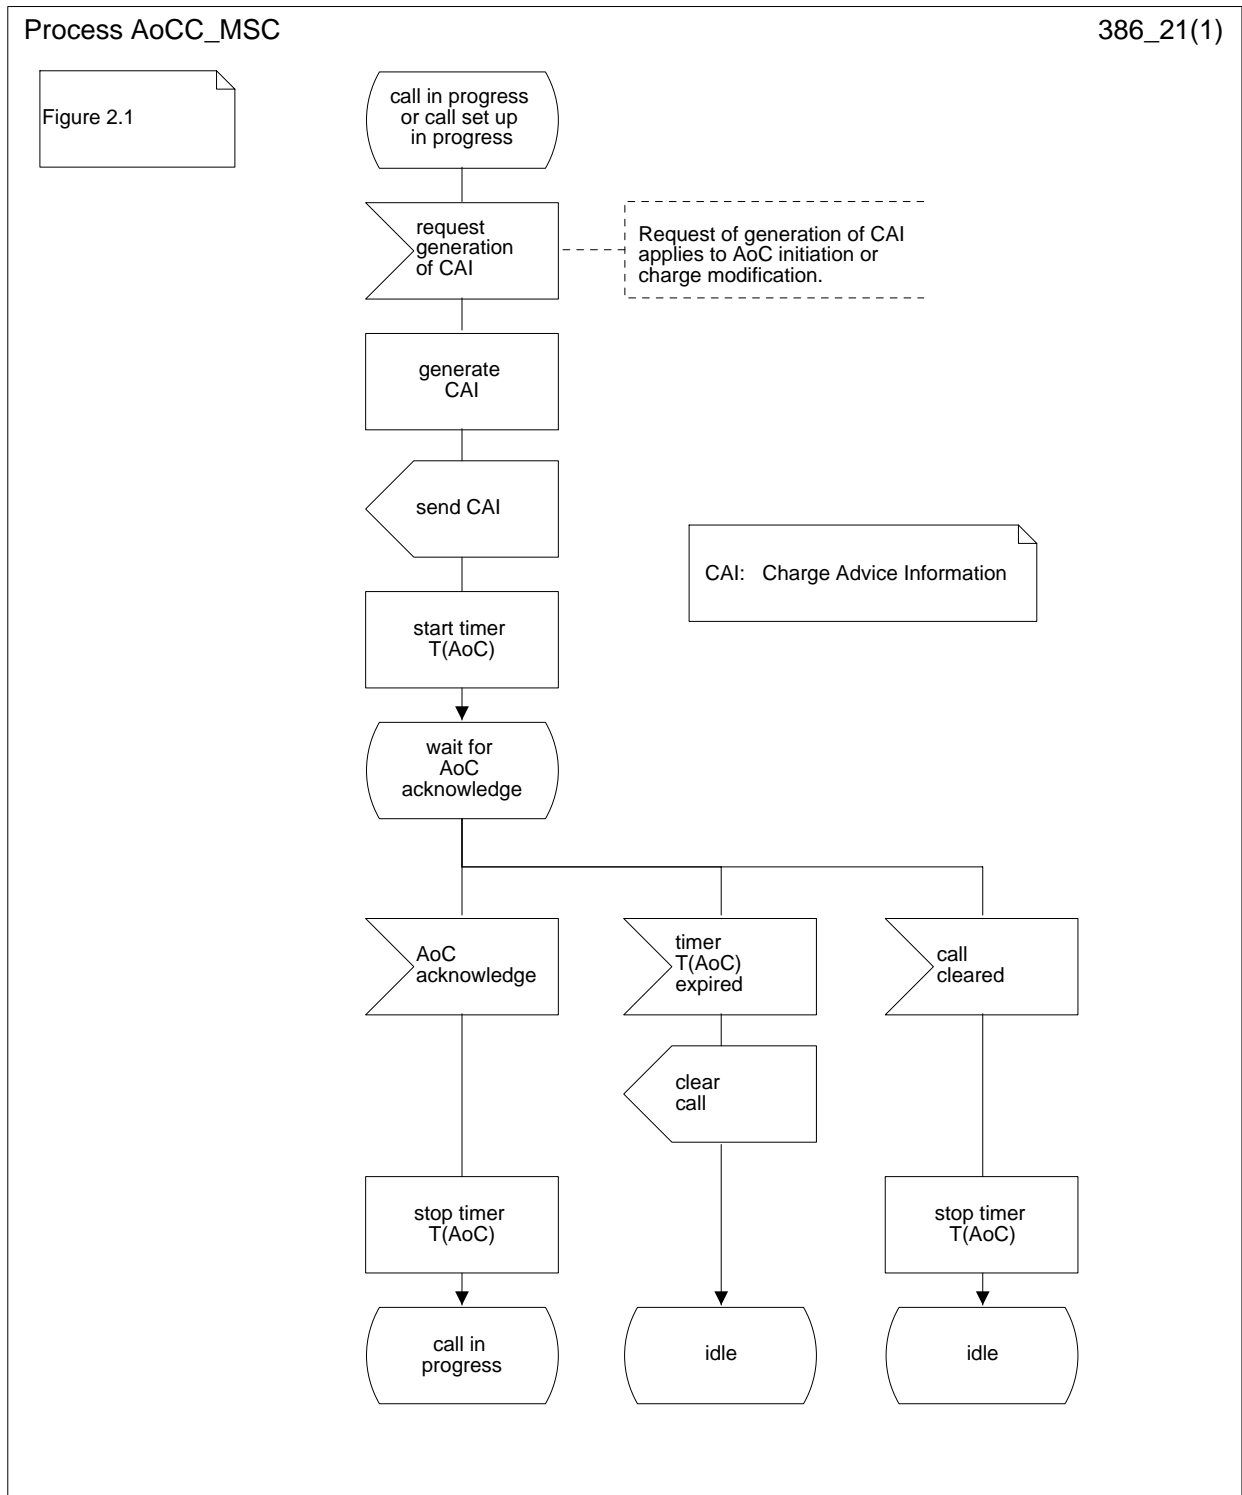 Process AoCC_MSC
386_21(1)
Figure 2.1
call in progress
or call set up
in progress
request
generation
of CAI
Request of generation of CAI
applies to AoC initiation or
charge modification.
generate
CAI
send CAI
CAI: Charge Advice Information
start timer
T(AoC)
wait for
AoC
acknowledge
AoC
acknowledge
timer
T(AoC)
expired
call
cleared
clear
call
stop timer
T(AoC)
stop timer
T(AoC)
call in
progress
idle
idle